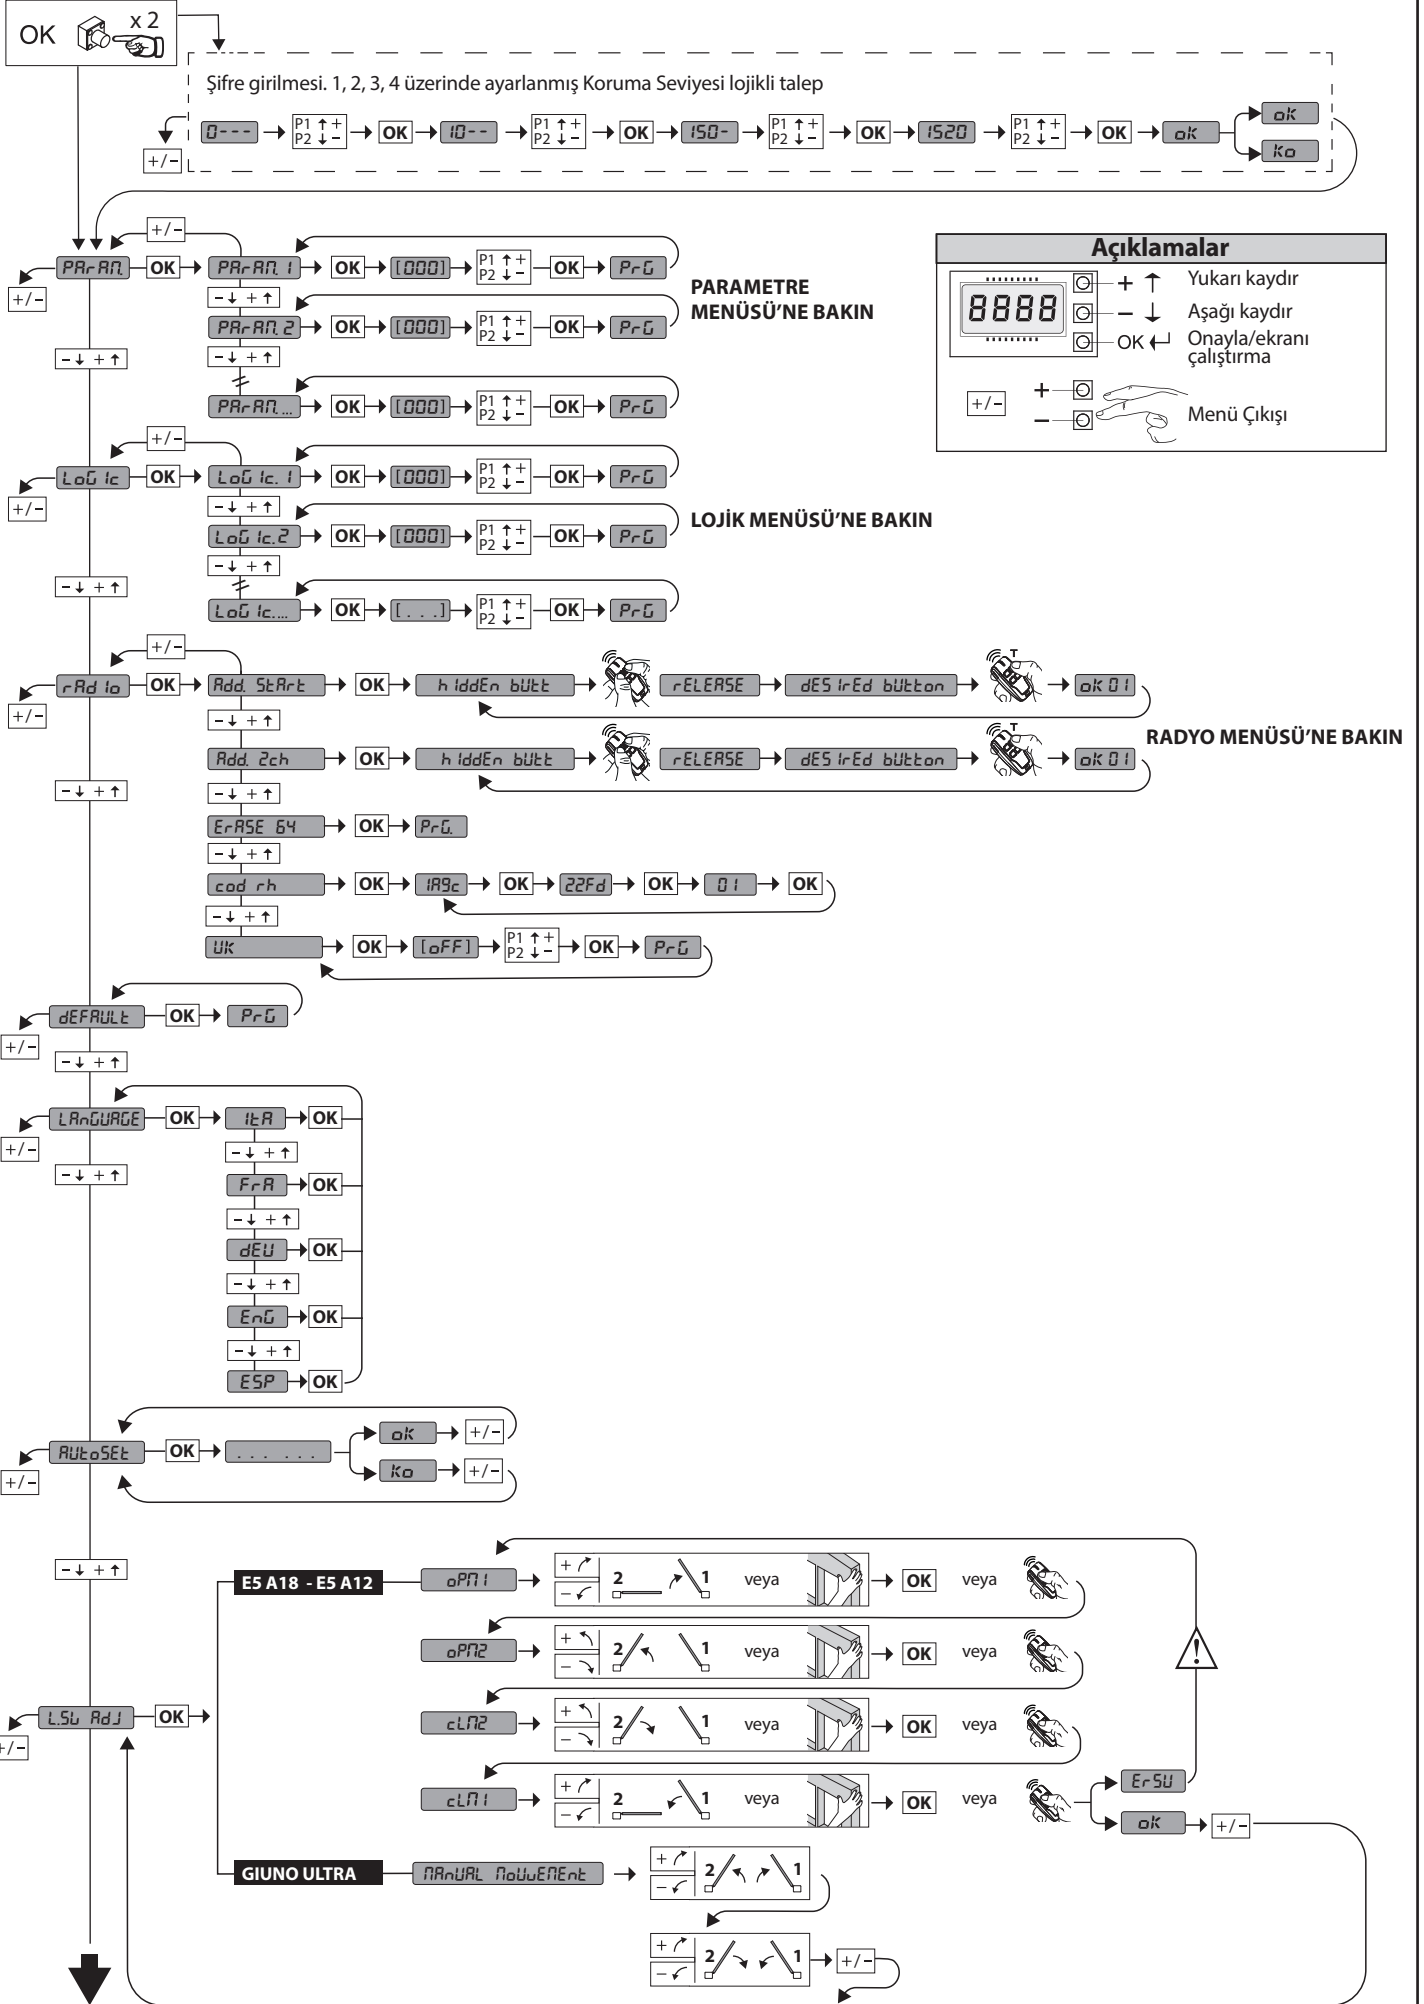 OK x 2
Şifre girilmesi. 1, 2, 3, 4 üzerinde ayarlanmış Koruma Seviyesi lojikli talep
0--- P1 ↑ + P2 ↓ - OK 10-- P1 ↑ + P2 ↓ - OK 150- P1 ↑ + P2 ↓ - OK 1520 P1 ↑ + P2 ↓ - OK oK oK
Ko
+/-
+/-
PArAM. OK PArAM. 1 OK [000] P1 ↑ + P2 ↓ - OK PrG
+/-
- ↓ + ↑
PARAMETRE
MENÜSÜ'NE BAKIN
PArAM. 2 OK [000] P1 ↑ + P2 ↓ - OK PrG
- ↓ + ↑
- ↓ + ↑
PArAM. ... OK [000] P1 ↑ + P2 ↓ - OK PrG
Açıklamalar
8888
+ ↑ Yukarı kaydır
- ↓ Aşağı kaydır
OK Onayla/ekranı
çalıştırma
+/- + - Menü Çıkışı
+/-
LoGIc OK LoGIc. 1 OK [000] P1 ↑ + P2 ↓ - OK PrG
+/-
- ↓ + ↑
LoGIc.2 OK [000] P1 ↑ + P2 ↓ - OK PrG
LOJİK MENÜSÜ'NE BAKIN
- ↓ + ↑
- ↓ + ↑
LoGIc.... OK [. . .] P1 ↑ + P2 ↓ - OK PrG
+/-
rAdIo OK Add. StArt OK hIddEn bUtt rELEASE dESIrEd bUtton T oK 01
+/-
- ↓ + ↑
RADYO MENÜSÜ'NE BAKIN
Add. 2ch OK hIddEn bUtt rELEASE dESIrEd bUtton T oK 01
- ↓ + ↑
- ↓ + ↑
ErASE 64 OK PrG.
- ↓ + ↑
cod rh OK 1A9c OK 22Fd OK 01 OK
- ↓ + ↑
UK OK [oFF] P1 ↑ + P2 ↓ - OK PrG
dEFAULt OK PrG
+/-
- ↓ + ↑
LAnGUAGE OK ItA OK
+/-
- ↓ + ↑
- ↓ + ↑
FrA OK
- ↓ + ↑
dEU OK
- ↓ + ↑
EnG OK
- ↓ + ↑
ESP OK
AUtoSEt OK . . . . . . oK +/-
Ko +/-
+/-
- ↓ + ↑
E5 A18 - E5 A12 oPM1 + - 2 1 veya OK veya
oPM2 + - 2 1 veya OK veya
L.SW AdJ OK
+/-
cLM2 + - 2 1 veya OK veya
cLM1 + - 2 1 veya OK veya
ErSW
oK +/-
!
GIUNO ULTRA MAnUAL MoUvEMEnt + - 2 1
+ - 2 1 +/-